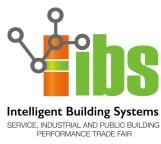 ibs
Intelligent Building Systems
SERVICE, INDUSTRIAL AND PUBLIC BUILDING
PERFORMANCE TRADE FAIR